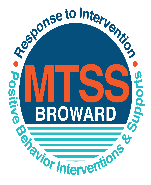 Response to Intervention
MTSS
BROWARD
Positive Behavior Interventions & Supports